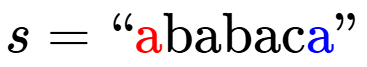 s = “ababaca”